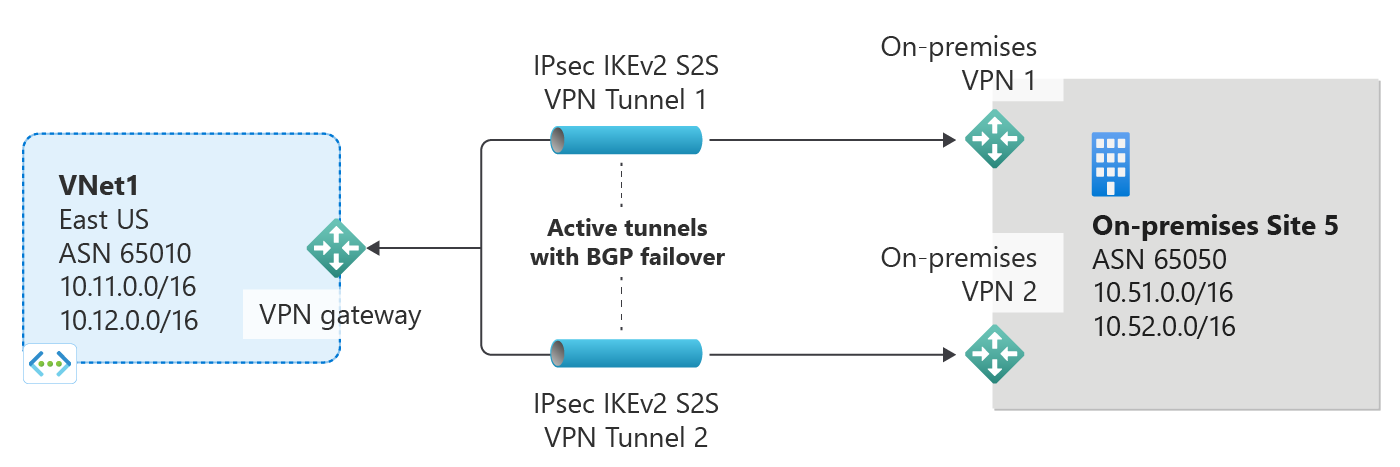 On-premises
VPN 1
IPsec IKEv2 S2S
VPN Tunnel 1
VNet1
East US
ASN 65010
10.11.0.0/16
10.12.0.0/16
VPN gateway
Active tunnels
with BGP failover
On-premises
VPN 2
On-premises Site 5
ASN 65050
10.51.0.0/16
10.52.0.0/16
IPsec IKEv2 S2S
VPN Tunnel 2